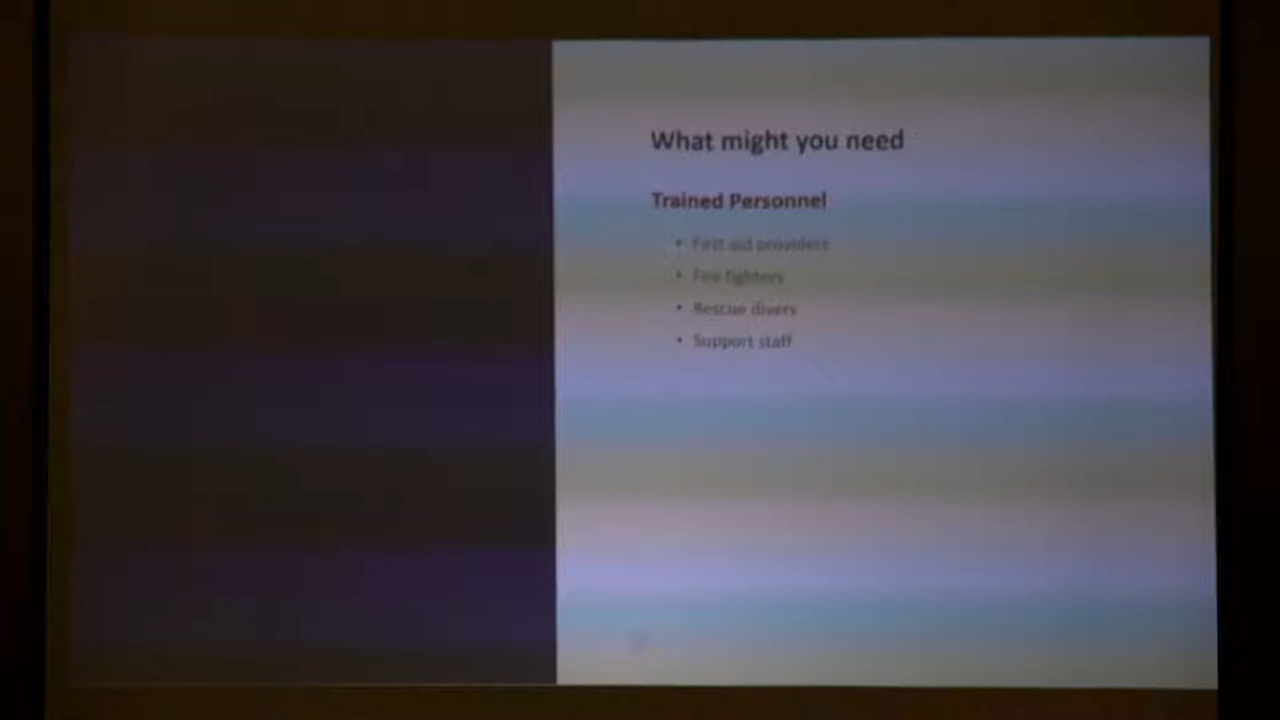 What might you need
Trained Personnel
• First aid providers
• Fire fighters
• Rescue divers
• Support staff